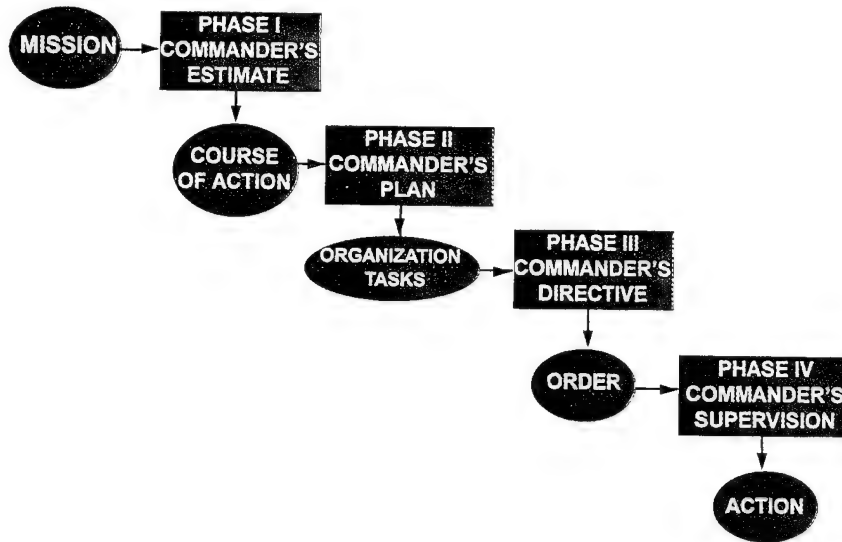 MISSION
PHASE I
COMMANDER'S
ESTIMATE
COURSE
OF ACTION
PHASE II
COMMANDER'S
PLAN
ORGANIZATION
TASKS
PHASE III
COMMANDER'S
DIRECTIVE
ORDER
PHASE IV
COMMANDER'S
SUPERVISION
ACTION